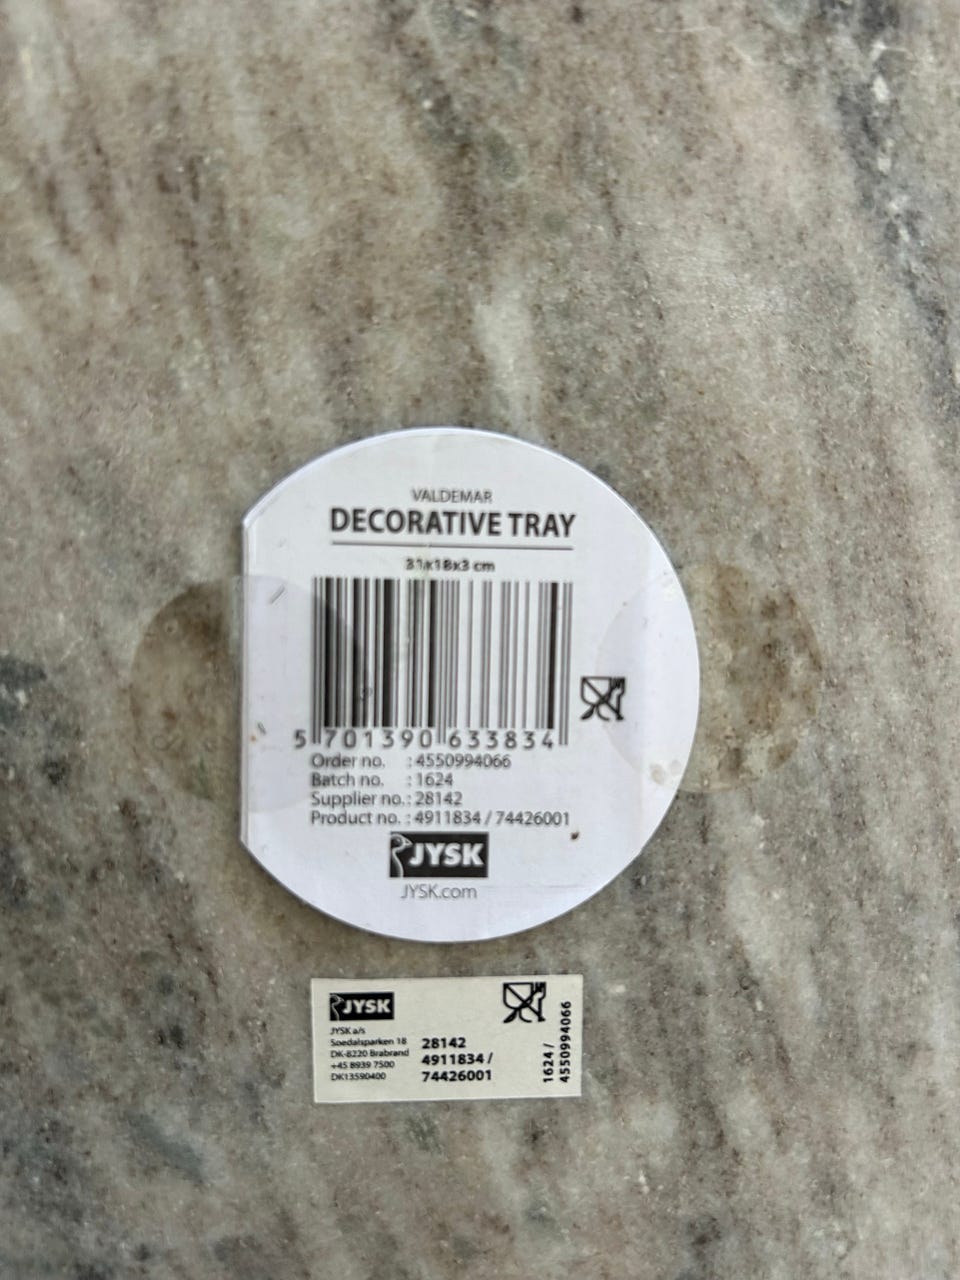 VALDEMAR
DECORATIVE TRAY
31x18x3 cm
5 701390 633834
Order no. : 4550994066
Batch no. : 1624
Supplier no. : 28142
Product no. : 4911834 / 74426001
JYSK
JYSK.com
JYSK
JYSK a/s
Soedalsparken 18
DK-8220 Brabrand
+45 8939 7500
DK13590400
28142
4911834 /
74426001
1624 /
4550994066